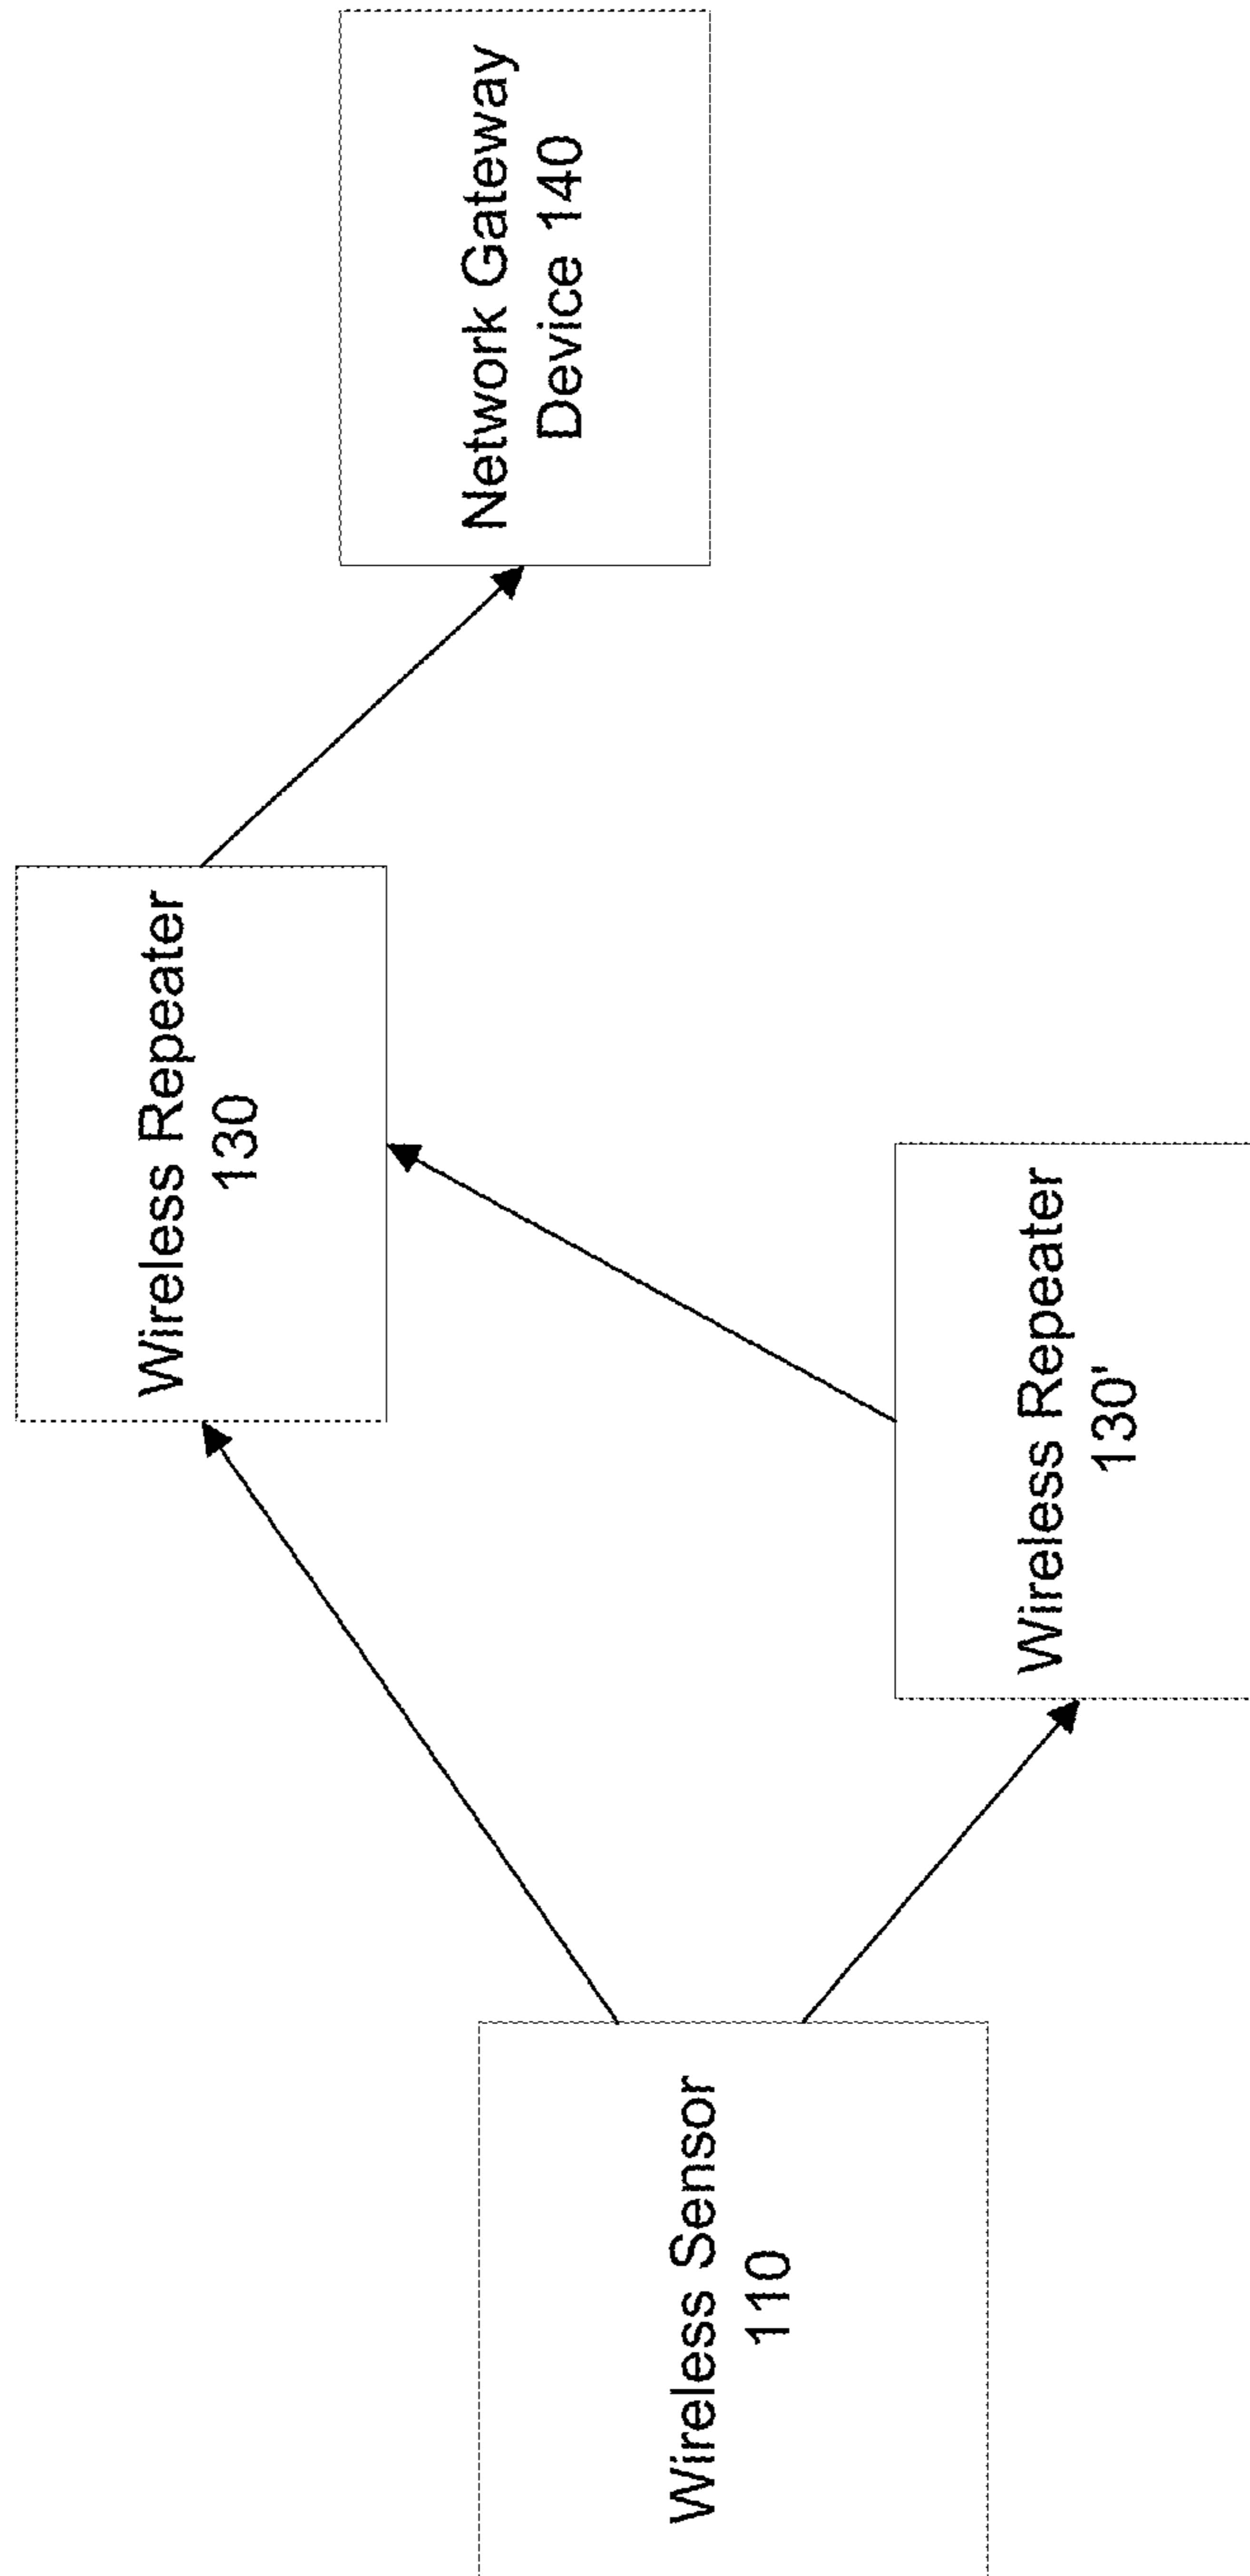 Wireless Sensor
110
Wireless Repeater
130
Wireless Repeater
130'
Network Gateway
Device 140